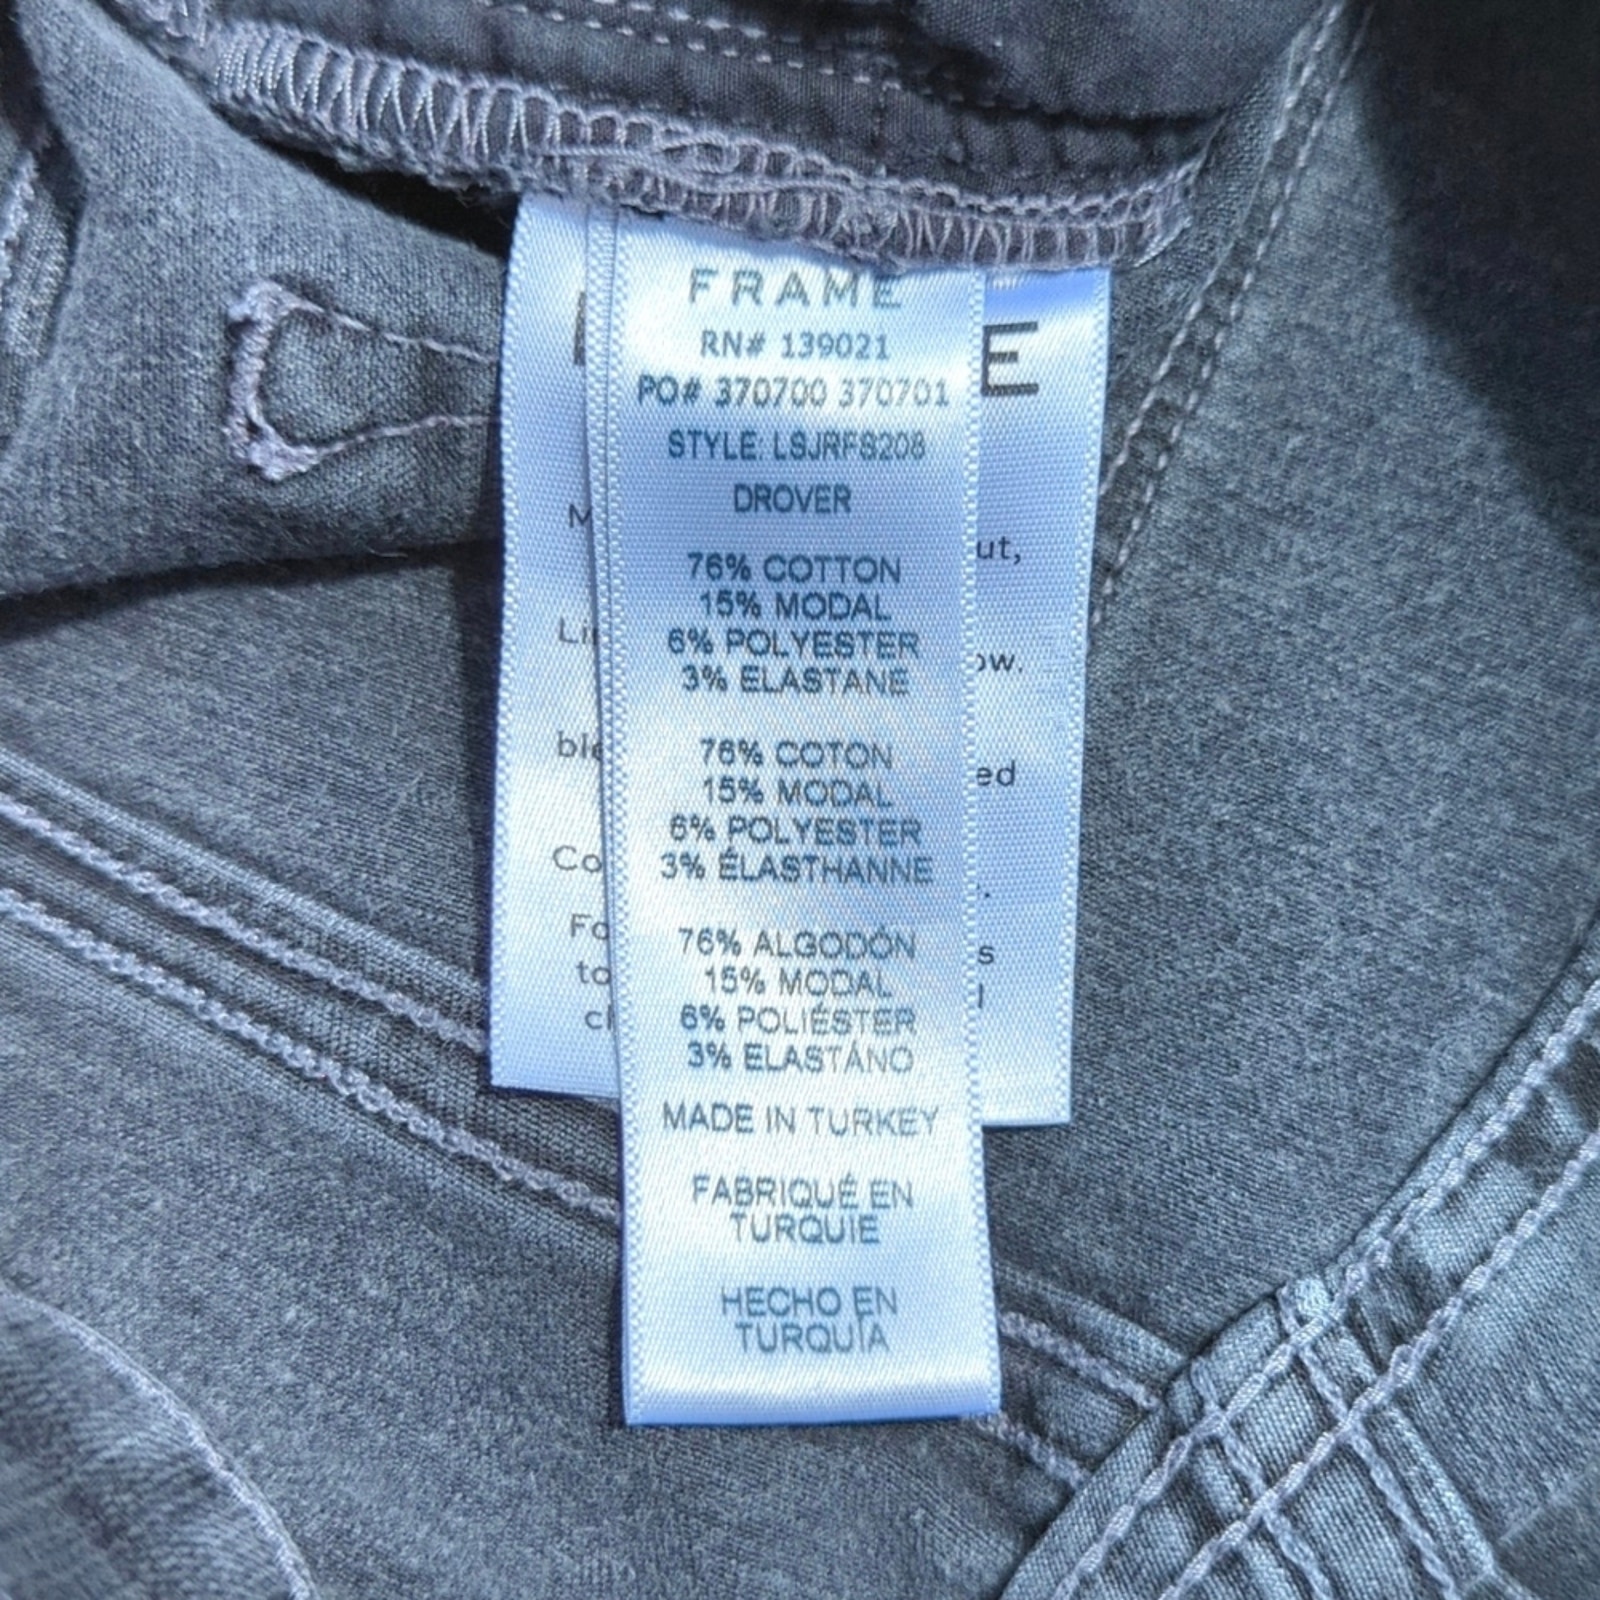 FRAME
RN# 139021
PO# 370700 370701
STYLE: LSJRFS208
DROVER
76% COTTON
15% MODAL
6% POLYESTER
3% ELASTANE
76% COTON
15% MODAL
6% POLYESTER
3% ÉLASTHANNE
76% ALGODÓN
15% MODAL
6% POLIÉSTER
3% ELASTÁNO
MADE IN TURKEY
FABRIQUÉ EN
TURQUIE
HECHO EN
TURQUÍA